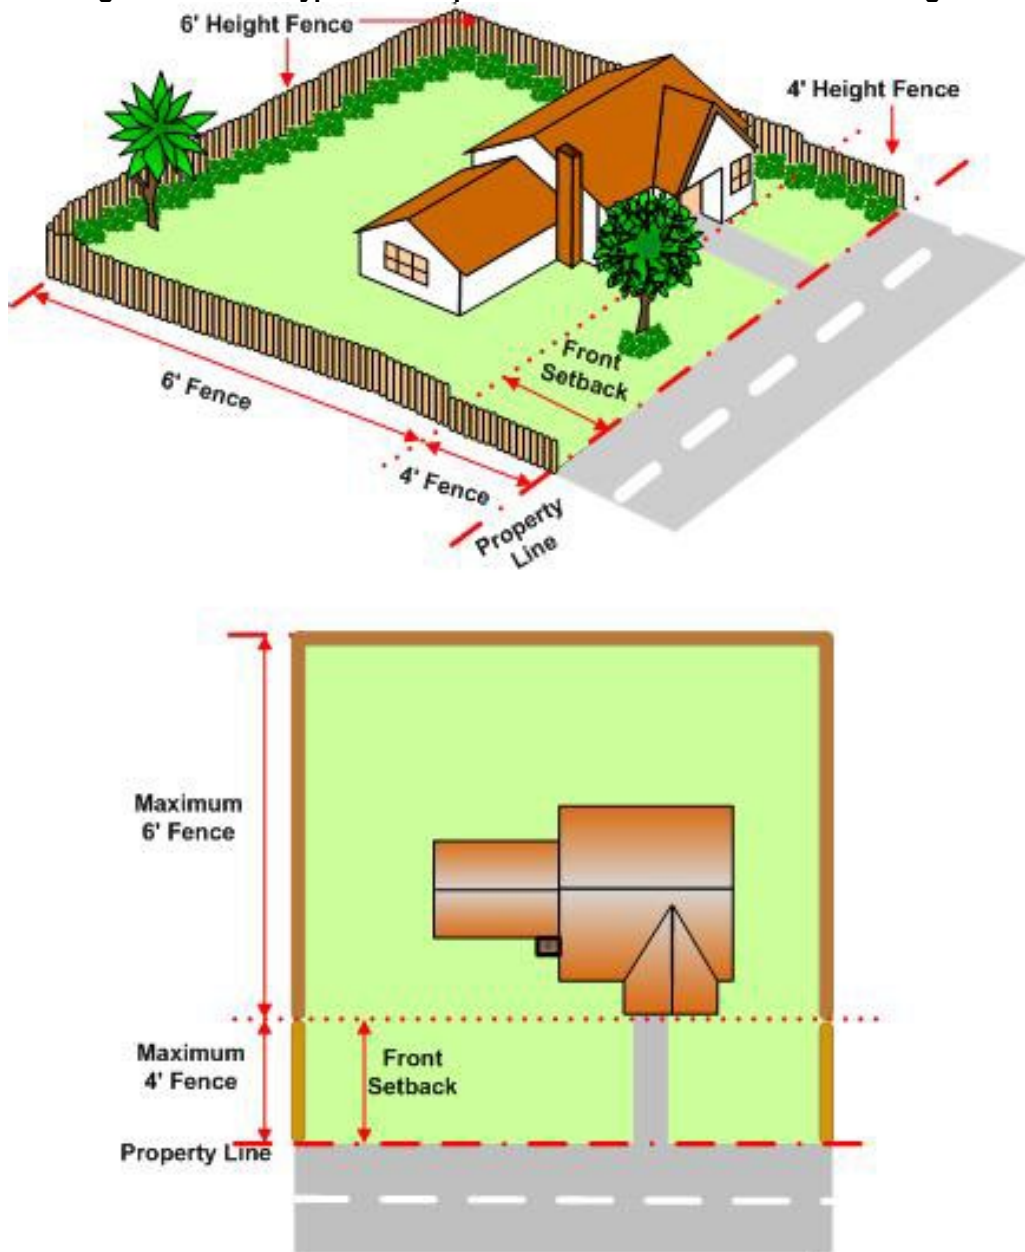 6' Height Fence
4' Height Fence
Front
Setback
6' Fence
4' Fence
Property
Line
Maximum
6' Fence
Maximum
4' Fence
Front
Setback
Property Line